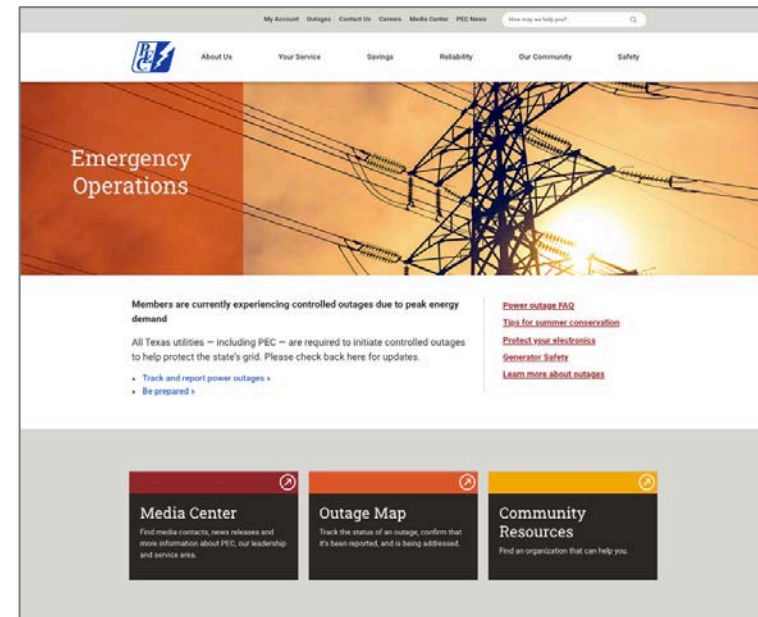 My Account Outages Contact Us Careers Media Center PEC News How may we help you?
PEC About Us Your Service Savings Reliability Our Community Safety
Emergency
Operations
Members are currently experiencing controlled outages due to peak energy
demand
All Texas utilities — including PEC — are required to initiate controlled outages
to help protect the state's grid. Please check back here for updates.
• Track and report power outages »
• Be prepared »
Power outage FAQ
Tips for summer conservation
Protect your electronics
Generator Safety
Learn more about outages
Media Center
Find media contacts, news releases and
more information about PEC, our leadership
and service area.
Outage Map
Track the status of an outage, confirm that
it's been reported, and is being addressed.
Community
Resources
Find an organization that can help you.